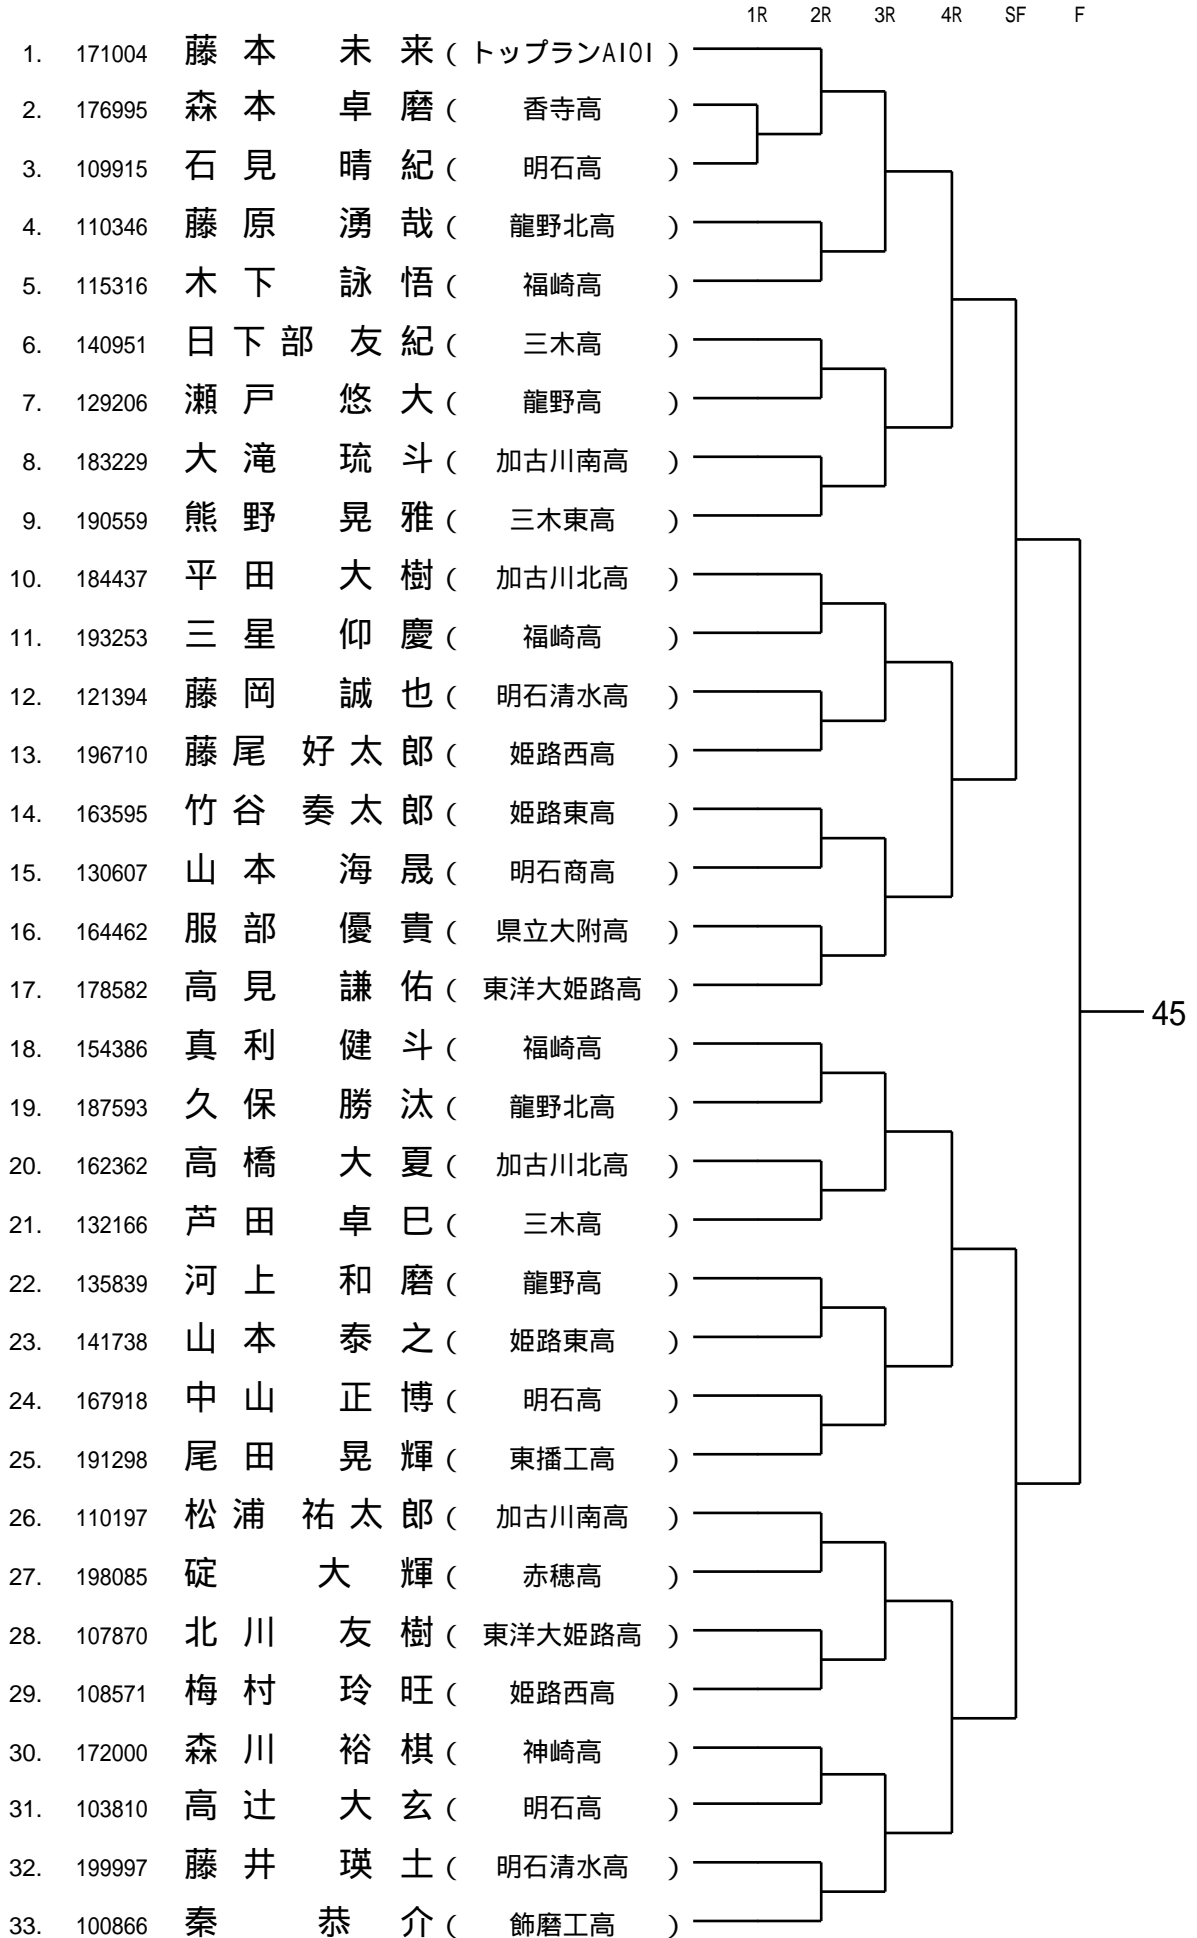 1R 2R 3R 4R SF F
1. 171004 藤本 未来 ( トップランAIOI )
2. 176995 森本 卓磨 ( 香寺高 )
3. 109915 石見 晴紀 ( 明石高 )
4. 110346 藤原 湧哉 ( 龍野北高 )
5. 115316 木下 詠悟 ( 福崎高 )
6. 140951 日下部 友紀 ( 三木高 )
7. 129206 瀬戸 悠大 ( 龍野高 )
8. 183229 大滝 琉斗 ( 加古川南高 )
9. 190559 熊野 晃雅 ( 三木東高 )
10. 184437 平田 大樹 ( 加古川北高 )
11. 193253 三星 仰慶 ( 福崎高 )
12. 121394 藤岡 誠也 ( 明石清水高 )
13. 196710 藤尾 好太郎 ( 姫路西高 )
14. 163595 竹谷 奏太郎 ( 姫路東高 )
15. 130607 山本 海晟 ( 明石商高 )
16. 164462 服部 優貴 ( 県立大附高 )
17. 178582 高見 謙佑 ( 東洋大姫路高 )
45
18. 154386 真利 健斗 ( 福崎高 )
19. 187593 久保 勝汰 ( 龍野北高 )
20. 162362 高橋 大夏 ( 加古川北高 )
21. 132166 芦田 卓巳 ( 三木高 )
22. 135839 河上 和磨 ( 龍野高 )
23. 141738 山本 泰之 ( 姫路東高 )
24. 167918 中山 正博 ( 明石高 )
25. 191298 尾田 晃輝 ( 東播工高 )
26. 110197 松浦 祐太郎 ( 加古川南高 )
27. 198085 碇 大輝 ( 赤穂高 )
28. 107870 北川 友樹 ( 東洋大姫路高 )
29. 108571 梅村 玲旺 ( 姫路西高 )
30. 172000 森川 裕棋 ( 神崎高 )
31. 103810 高辻 大玄 ( 明石高 )
32. 199997 藤井 瑛土 ( 明石清水高 )
33. 100866 秦 恭介 ( 飾磨工高 )